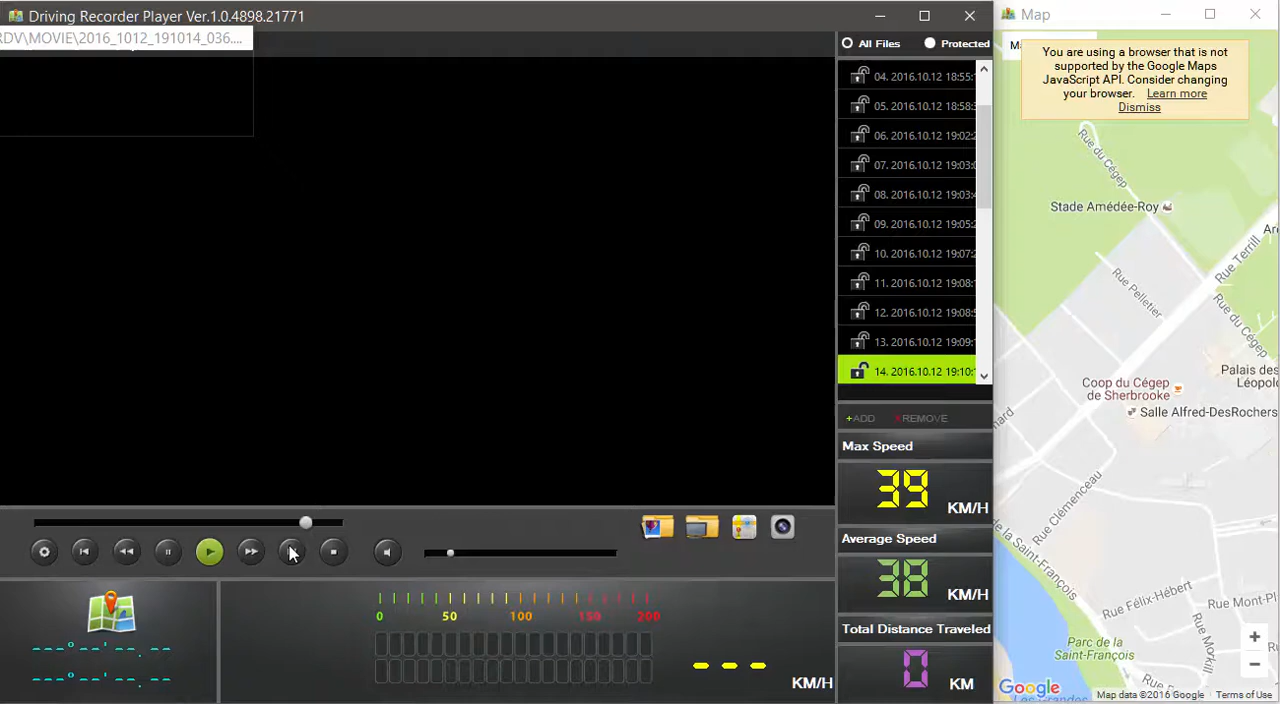 Driving Recorder Player Ver.1.0.4898.21771
RDV\MOVIE\2016_1012_191014_036....
All Files
Protected
04. 2016.10.12 18:55:
05. 2016.10.12 18:58:
06. 2016.10.12 19:02:
07. 2016.10.12 19:03:
08. 2016.10.12 19:03:
09. 2016.10.12 19:05:
10. 2016.10.12 19:07:
11. 2016.10.12 19:08:
12. 2016.10.12 19:08:
13. 2016.10.12 19:09:
14. 2016.10.12 19:10:
+ADD
REMOVE
Max Speed
39 KM/H
Average Speed
38 KM/H
Total Distance Traveled
0 KM
0 50 100 150 200
--- KM/H
--°--'--.--
--°--'--.--
Map
You are using a browser that is not
supported by the Google Maps
JavaScript API. Consider changing
your browser. Learn more
Dismiss
Rue du Cégep
Stade Amédée-Roy
Rue Terrill
Rue Pelletier
Rue du Cégep
Palais des
Coop du Cégep
de Sherbrooke
Salle Alfred-DesRochers
Rue Clémenceau
de la Saint-François
Rue Félix-Hébert
Rue Mont-Pl
Rue Morkill
Parc de la
Saint-François
Les Grandes
Google
Map data ©2016 Google
Terms of Use